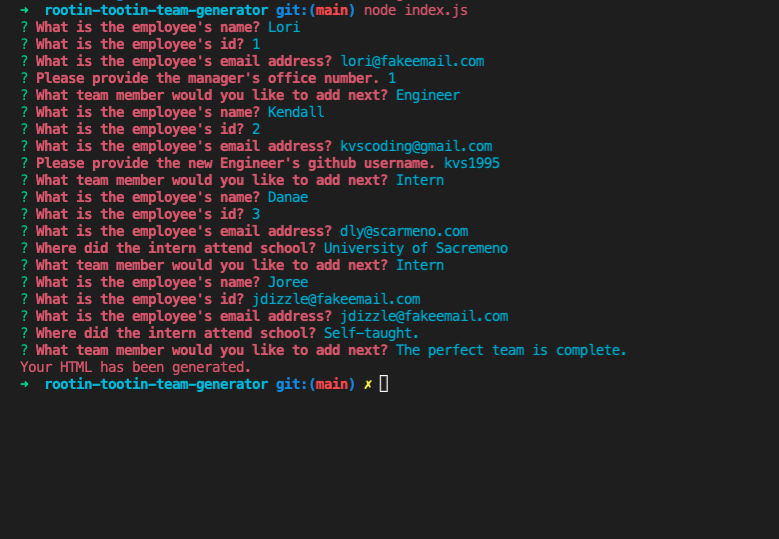 ➜  rootin-tootin-team-generator git:(main) node index.js
? What is the employee's name? Lori
? What is the employee's id? 1
? What is the employee's email address? lori@fakeemail.com
? Please provide the manager's office number. 1
? What team member would you like to add next? Engineer
? What is the employee's name? Kendall
? What is the employee's id? 2
? What is the employee's email address? kvscoding@gmail.com
? Please provide the new Engineer's github username. kvs1995
? What team member would you like to add next? Intern
? What is the employee's name? Danae
? What is the employee's id? 3
? What is the employee's email address? dly@scarmeno.com
? Where did the intern attend school? University of Sacremeno
? What team member would you like to add next? Intern
? What is the employee's name? Joree
? What is the employee's id? jdizzle@fakeemail.com
? What is the employee's email address? jdizzle@fakeemail.com
? Where did the intern attend school? Self-taught.
? What team member would you like to add next? The perfect team is complete.
Your HTML has been generated.
➜  rootin-tootin-team-generator git:(main) ✗